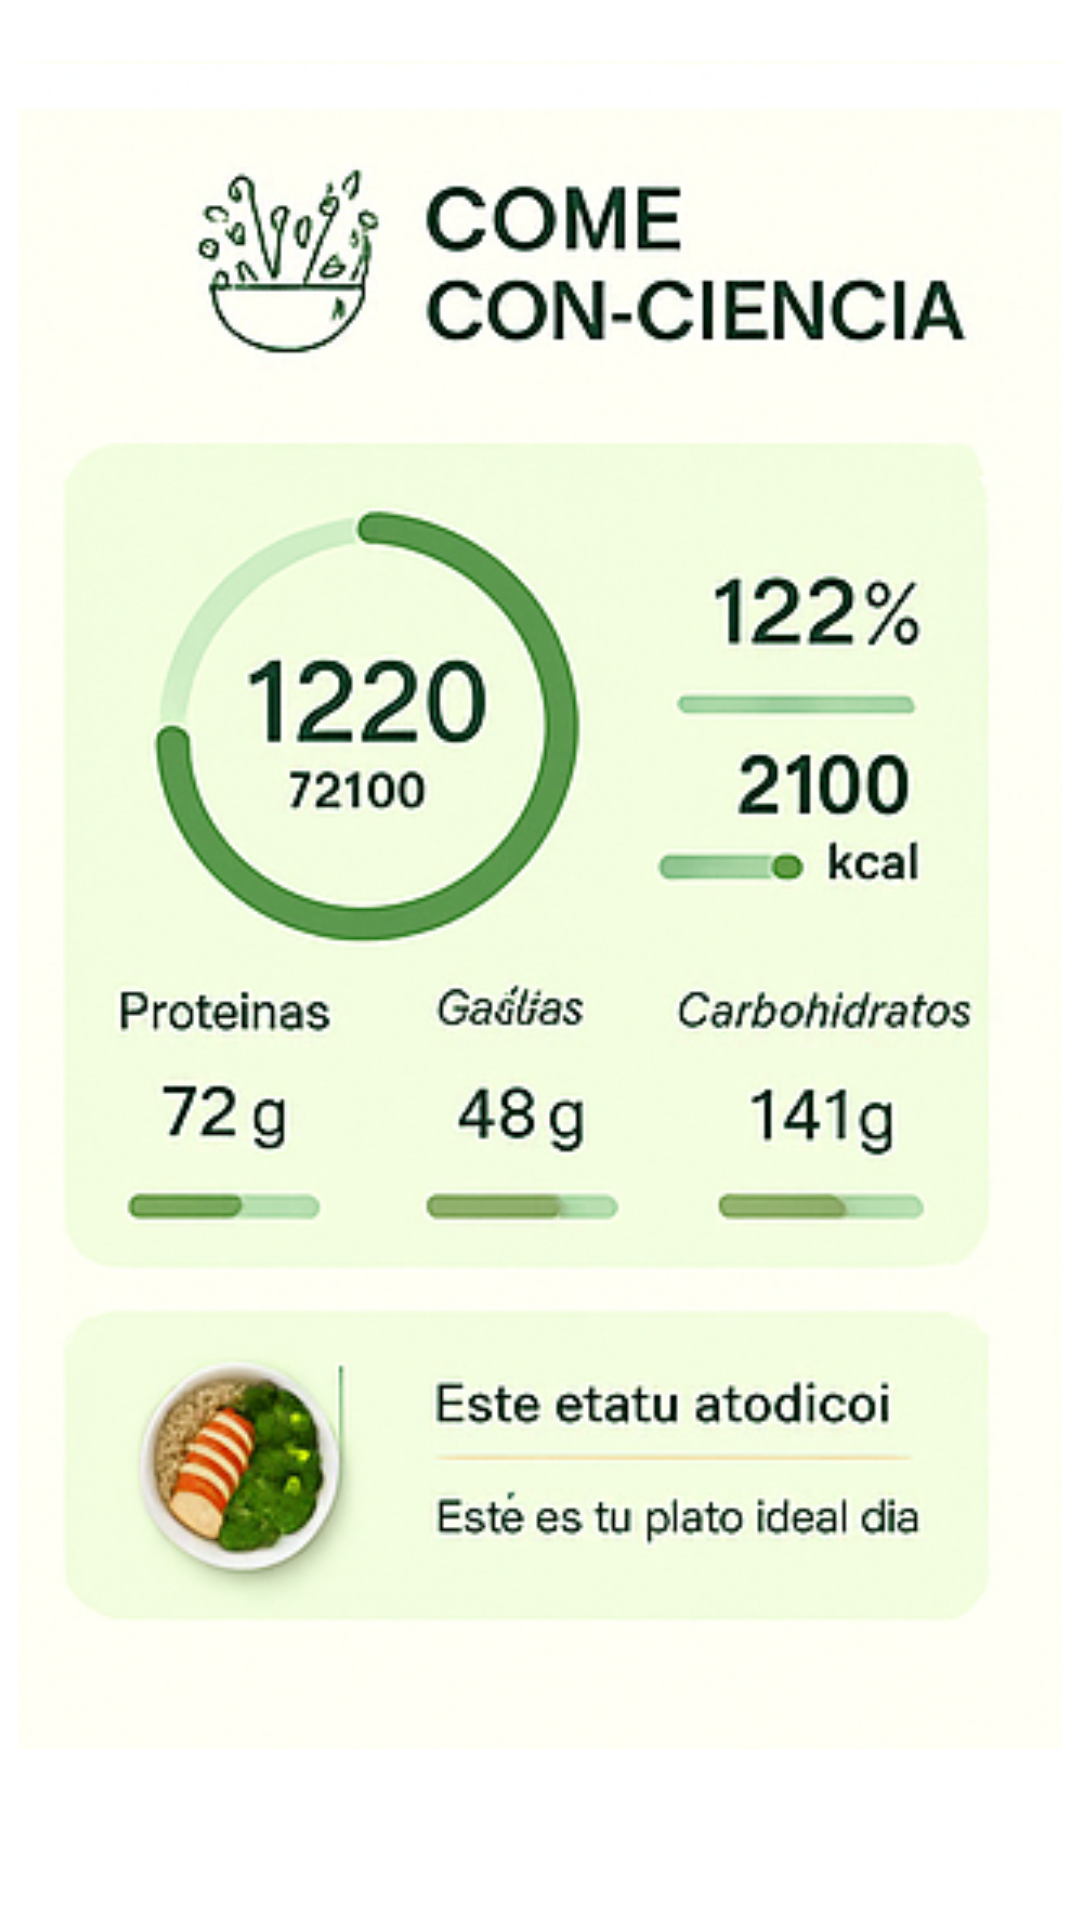 COME
CON-CIENCIA
1220
72100
122%
2100
kcal
Proteinas
Carbohidratos
72 g
48 g
141g
Este etatu atodicoi
Esté es tu plato ideal dia